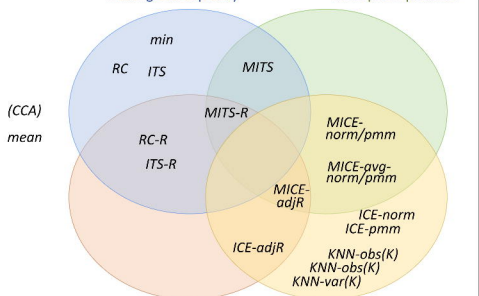 min
RC ITS
MITS
(CCA)
mean
MITS-R
MICE-
norm/pmm
RC-R
ITS-R
MICE-avg-
norm/pmm
MICE-
adjR
ICE-norm
ICE-pmm
ICE-adjR
KNN-obs(K)
KNN-obs(K)
KNN-var(K)